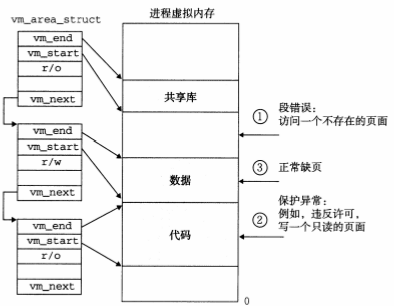 进程虚拟内存
vm_area_struct
vm_end
vm_start
r/o
vm_next
共享库
① 段错误:
访问一个不存在的页面
vm_end
vm_start
r/w
vm_next
数据
③ 正常缺页
vm_end
vm_start
r/o
vm_next
代码
② 保护异常:
例如，违反许可，
写一个只读的页面
0